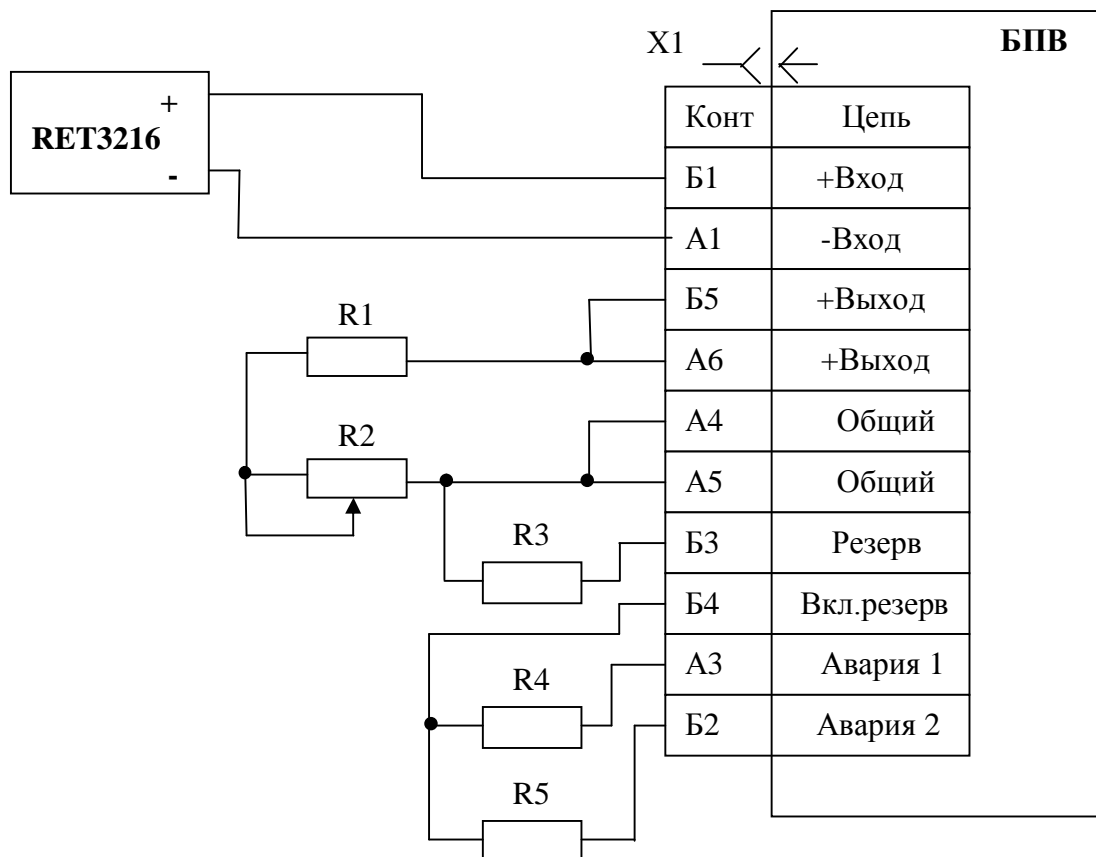 X1
БПВ
RET3216
+
-
Конт Цепь
Б1 +Вход
А1 -Вход
Б5 +Выход
А6 +Выход
А4 Общий
А5 Общий
Б3 Резерв
Б4 Вкл.резерв
А3 Авария 1
Б2 Авария 2
R1
R2
R3
R4
R5